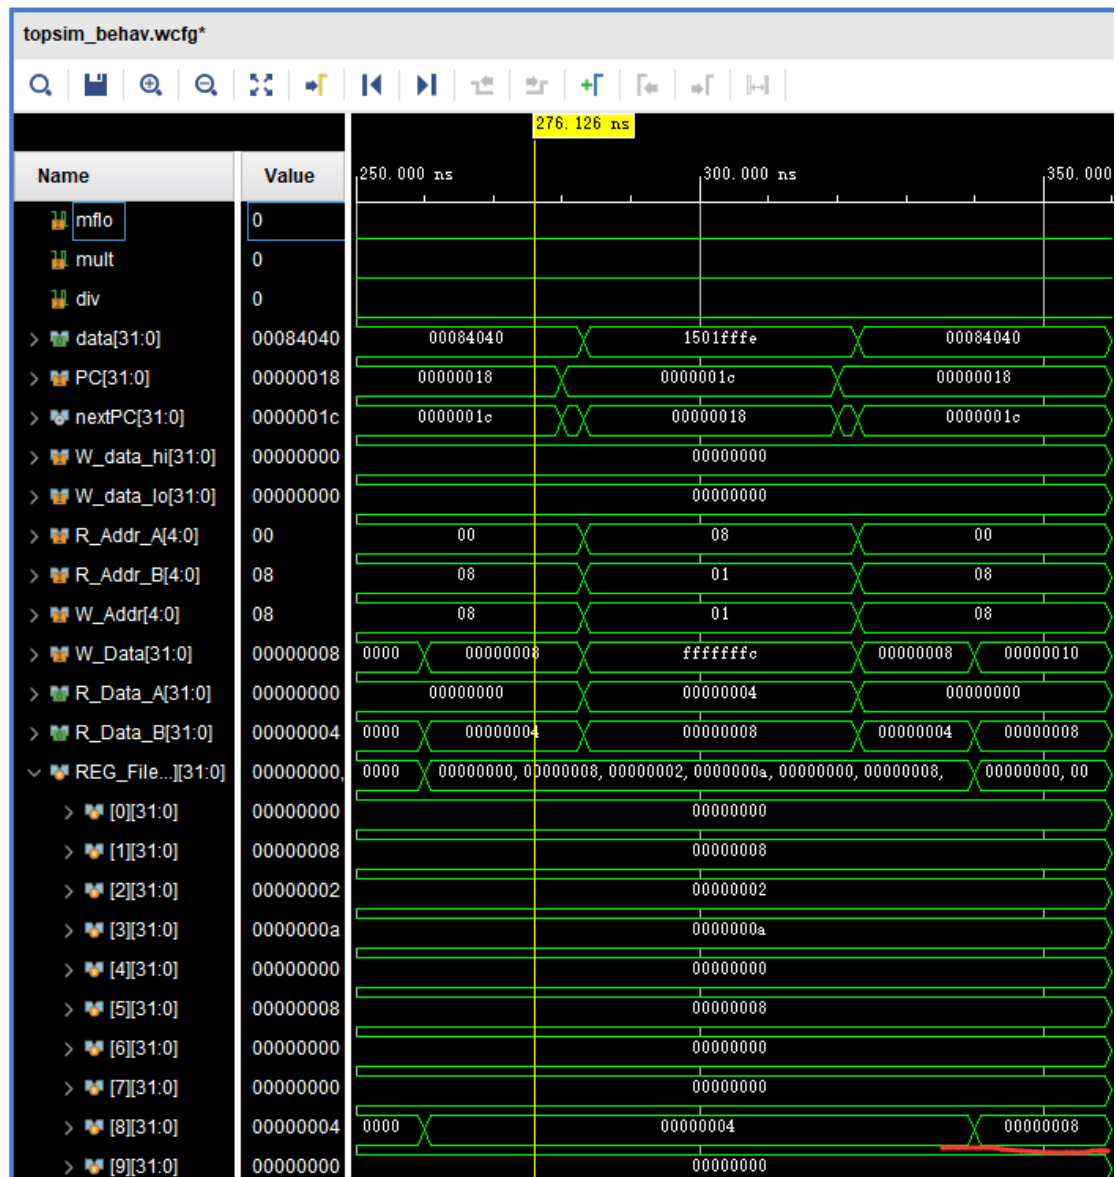 topsim_behav.wcfg*
276.126 ns
Name Value 250.000 ns 300.000 ns 350.000
mflo 0
mult 0
div 0
data[31:0] 00084040 00084040 1501fffe 00084040
PC[31:0] 00000018 00000018 0000001c 00000018
nextPC[31:0] 0000001c 0000001c 00000018 0000001c
W_data_hi[31:0] 00000000 00000000
W_data_lo[31:0] 00000000 00000000
R_Addr_A[4:0] 00 00 08 00
R_Addr_B[4:0] 08 08 01 08
W_Addr[4:0] 08 08 01 08
W_Data[31:0] 00000008 0000 00000008 fffffffc 00000008 00000010
R_Data_A[31:0] 00000000 00000000 00000004 00000000
R_Data_B[31:0] 00000004 0000 00000004 00000008 00000004 00000008
REG_File...][31:0] 00000000, 0000 00000000, 00000008, 00000002, 0000000a, 00000000, 00000008, 00000000, 00
[0][31:0] 00000000 00000000
[1][31:0] 00000008 00000008
[2][31:0] 00000002 00000002
[3][31:0] 0000000a 0000000a
[4][31:0] 00000000 00000000
[5][31:0] 00000008 00000008
[6][31:0] 00000000 00000000
[7][31:0] 00000000 00000000
[8][31:0] 00000004 0000 00000004 00000008
[9][31:0] 00000000 00000000